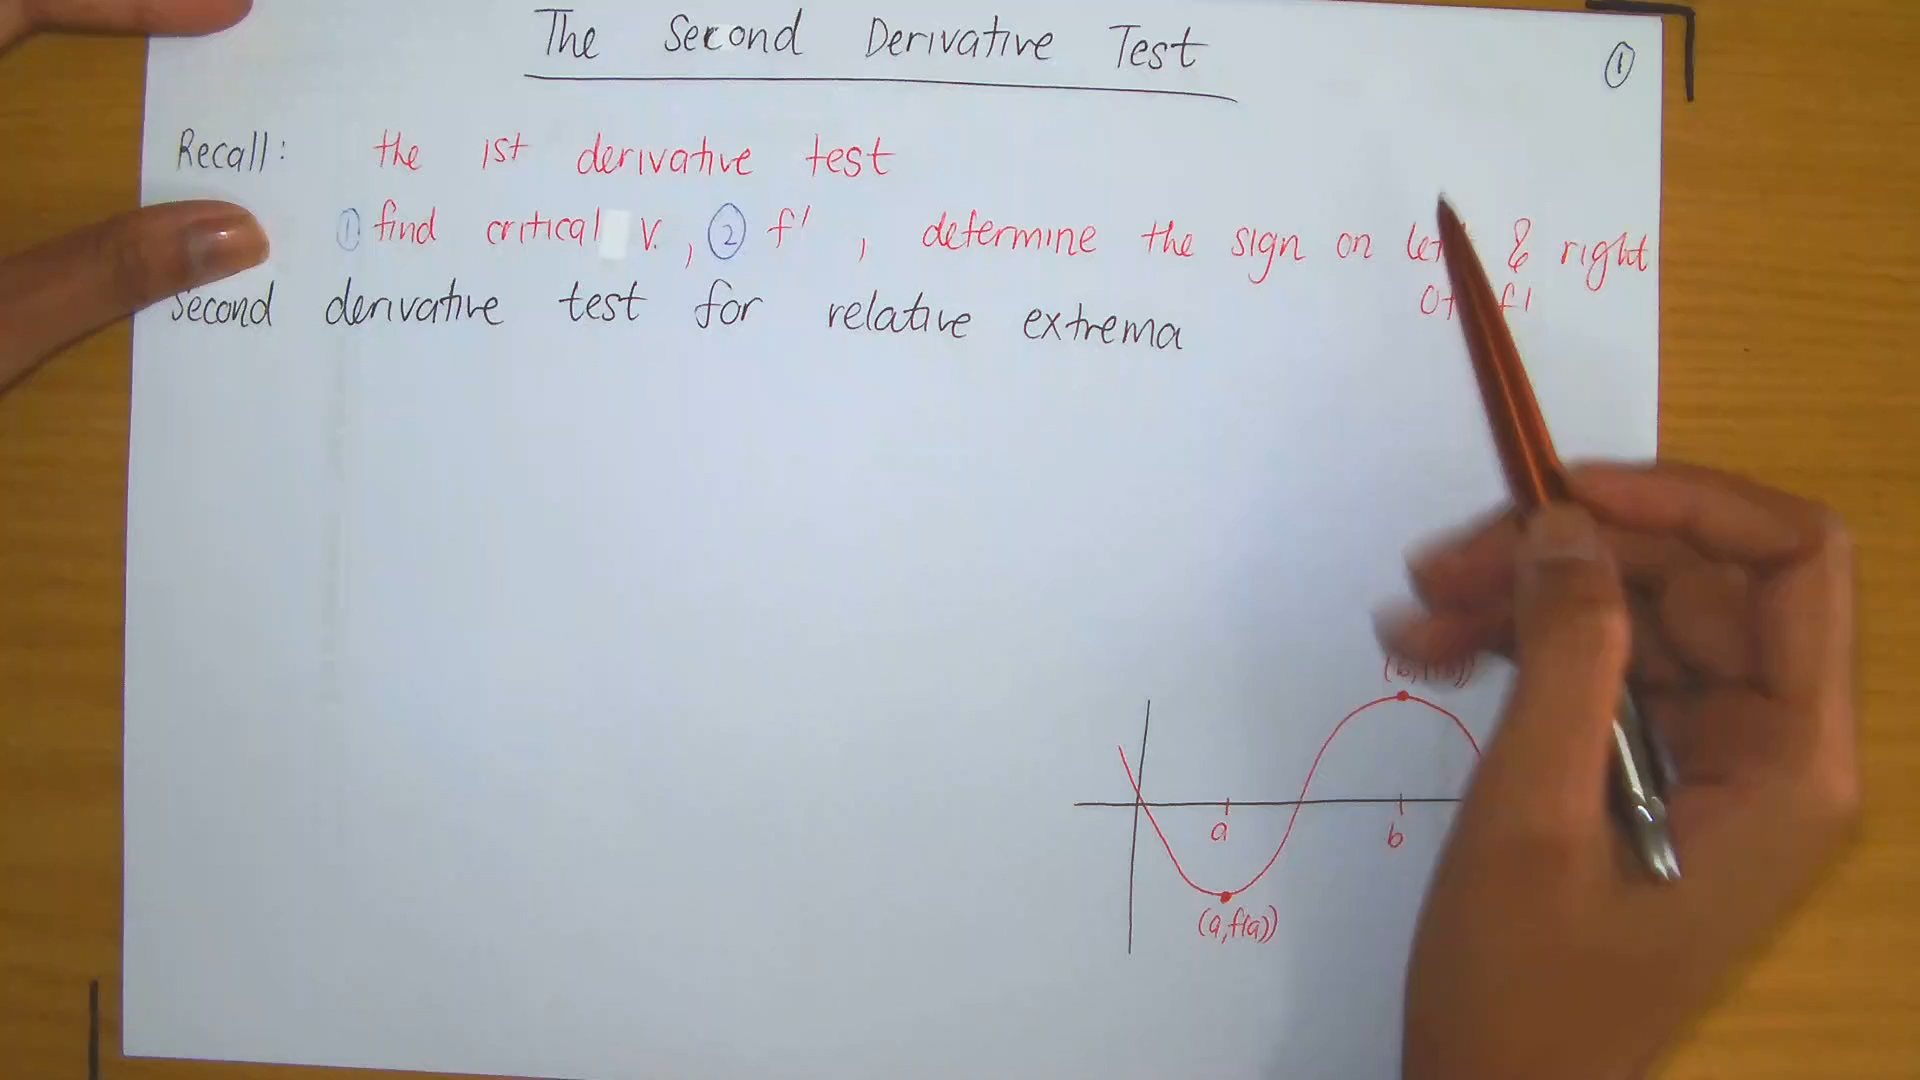 The Second Derivative Test
①
Recall: the 1st derivative test
① find critical v., ② f' , determine the sign on left & right
of f'
Second derivative test for relative extrema
a
b
(a, f(a))